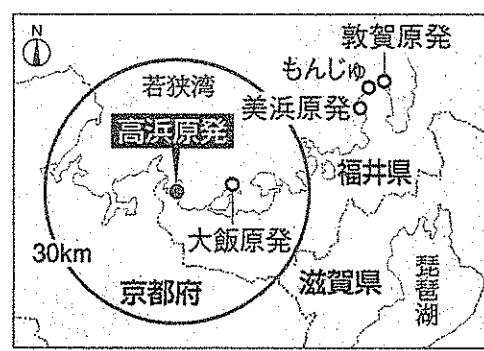 N
敦賀原発
もんじゅ
若狭湾
美浜原発
高浜原発
福井県
大飯原発
30km
滋賀県
京都府
琵琶湖